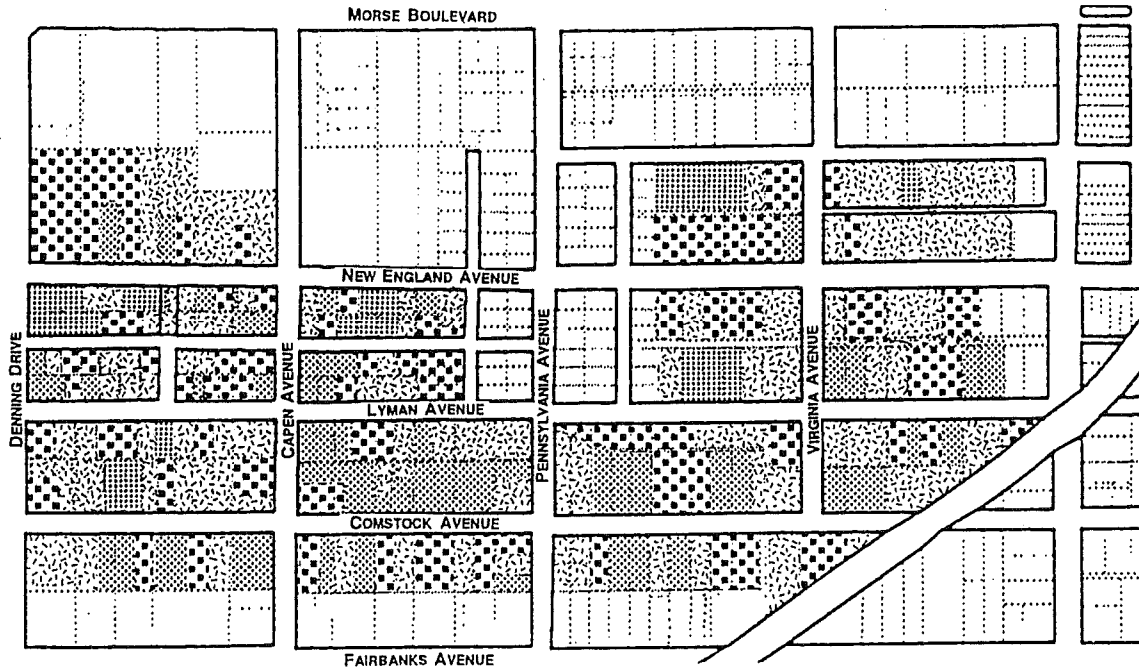 MORSE BOULEVARD
NEW ENGLAND AVENUE
DENNING DRIVE
CAPEN AVENUE
PENNSYLVANIA AVENUE
VIRGINIA AVENUE
LYMAN AVENUE
COMSTOCK AVENUE
FAIRBANKS AVENUE